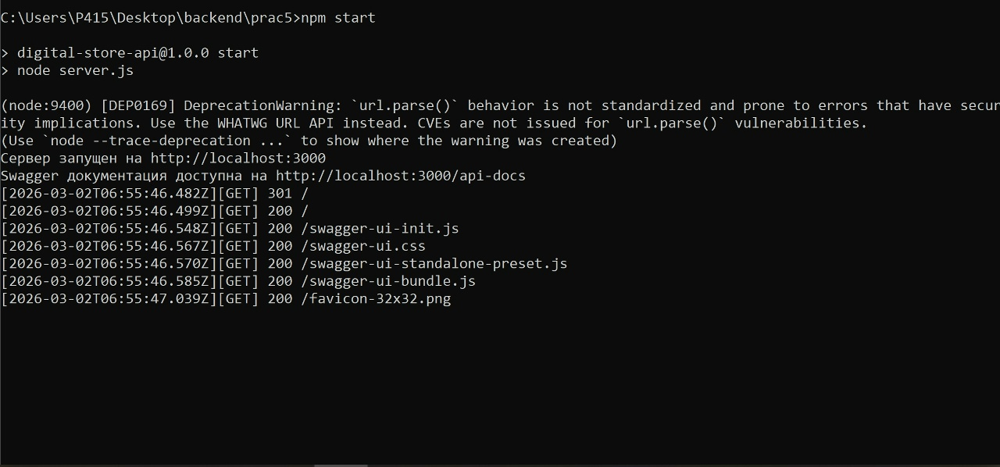 C:\Users\P415\Desktop\backend\prac5>npm start
> digital-store-api@1.0.0 start
> node server.js
(node:9400) [DEP0169] DeprecationWarning: `url.parse()` behavior is not standardized and prone to errors that have secur
ity implications. Use the WHATWG URL API instead. CVEs are not issued for `url.parse()` vulnerabilities.
(Use `node --trace-deprecation ...` to show where the warning was created)
Сервер запущен на http://localhost:3000
Swagger документация доступна на http://localhost:3000/api-docs
[2026-03-02T06:55:46.482Z][GET] 301 /
[2026-03-02T06:55:46.499Z][GET] 200 /
[2026-03-02T06:55:46.548Z][GET] 200 /swagger-ui-init.js
[2026-03-02T06:55:46.567Z][GET] 200 /swagger-ui.css
[2026-03-02T06:55:46.570Z][GET] 200 /swagger-ui-standalone-preset.js
[2026-03-02T06:55:46.585Z][GET] 200 /swagger-ui-bundle.js
[2026-03-02T06:55:47.039Z][GET] 200 /favicon-32x32.png